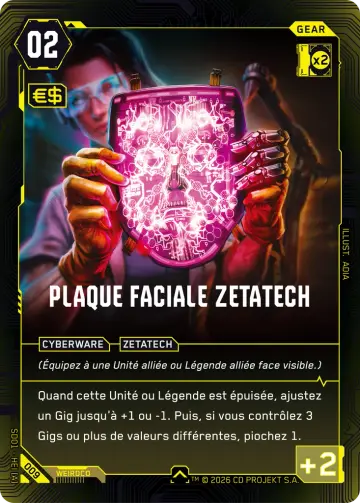 02
GEAR
€$
x2
ILLUST. ADIA
PLAQUE FACIALE ZETATECH
CYBERWARE
ZETATECH
(Équipez à une Unité alliée ou Légende alliée face visible.)
Quand cette Unité ou Légende est épuisée, ajustez
un Gig jusqu'à +1 ou -1. Puis, si vous contrôlez 3
Gigs ou plus de valeurs différentes, piochez 1.
+2
009
WEIRDCO
© 2026 CD PROJEKT S.A.